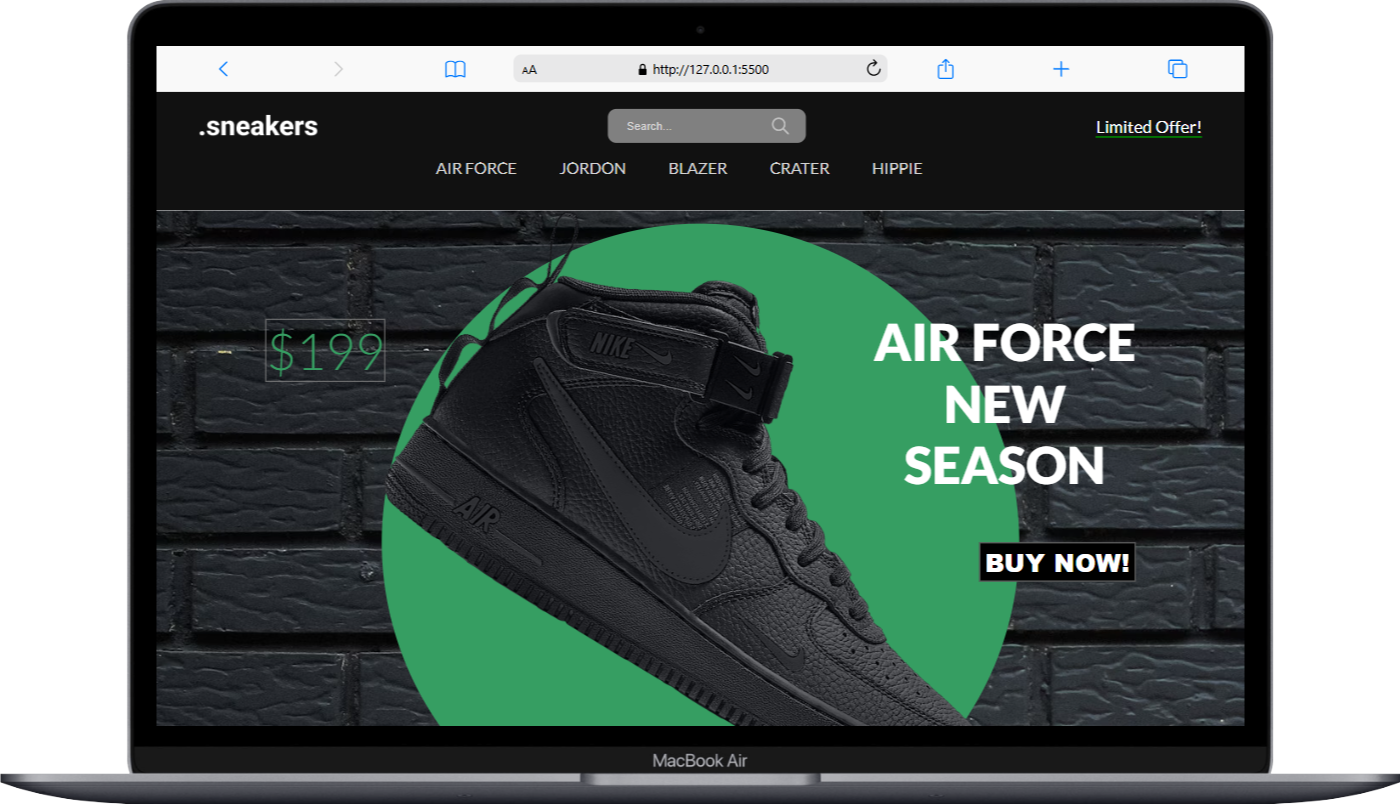 AA
http://127.0.0.1:5500
.sneakers
Search...
Limited Offer!
AIR FORCE
JORDON
BLAZER
CRATER
HIPPIE
$199
NIKE
AIR
AIR FORCE
NEW
SEASON
BUY NOW!
MacBook Air